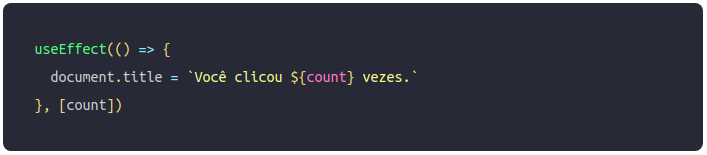 useEffect(() => {
  document.title = `Você clicou ${count} vezes.`
}, [count])